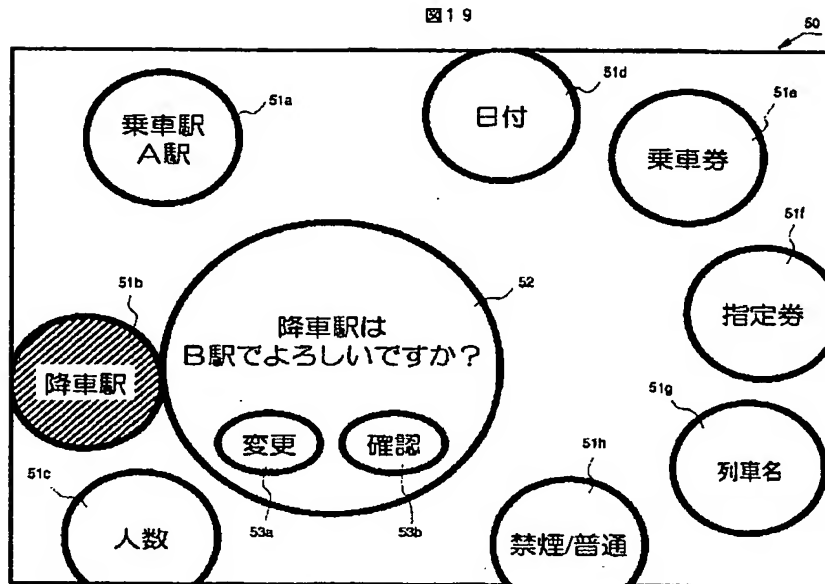 図19
50
51a
乗車駅
A駅
51d
日付
51e
乗車券
51f
指定券
51b
降車駅
52
降車駅は
B駅でよろしいですか?
変更
確認
53a
53b
51g
列車名
51c
人数
51h
禁煙/普通